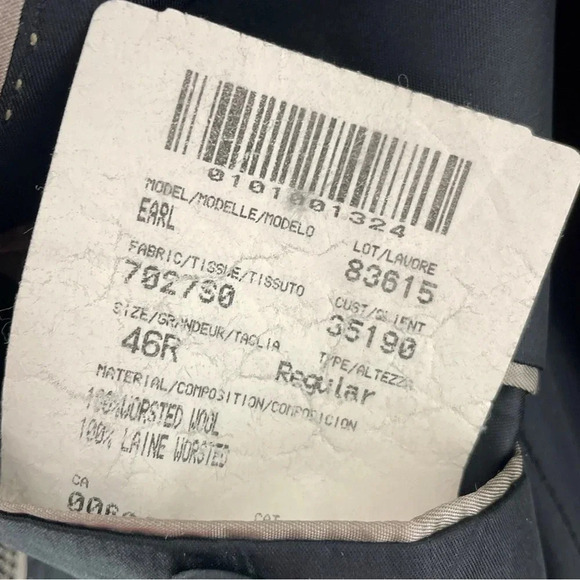 0101001324
MODEL/MODELLE/MODELO
EARL
LOT/LAVORE
83615
FABRIC/TISSUE/TISSUTO
702730
CUST/CLIENT
35190
SIZE/GRANDEUR/TAGLIA
46R
TYPE/ALTEZZA
Regular
MATERIAL/COMPOSITION/COMPOSICION
100%WORSTED WOOL
100% LAINE WORSTED
CA